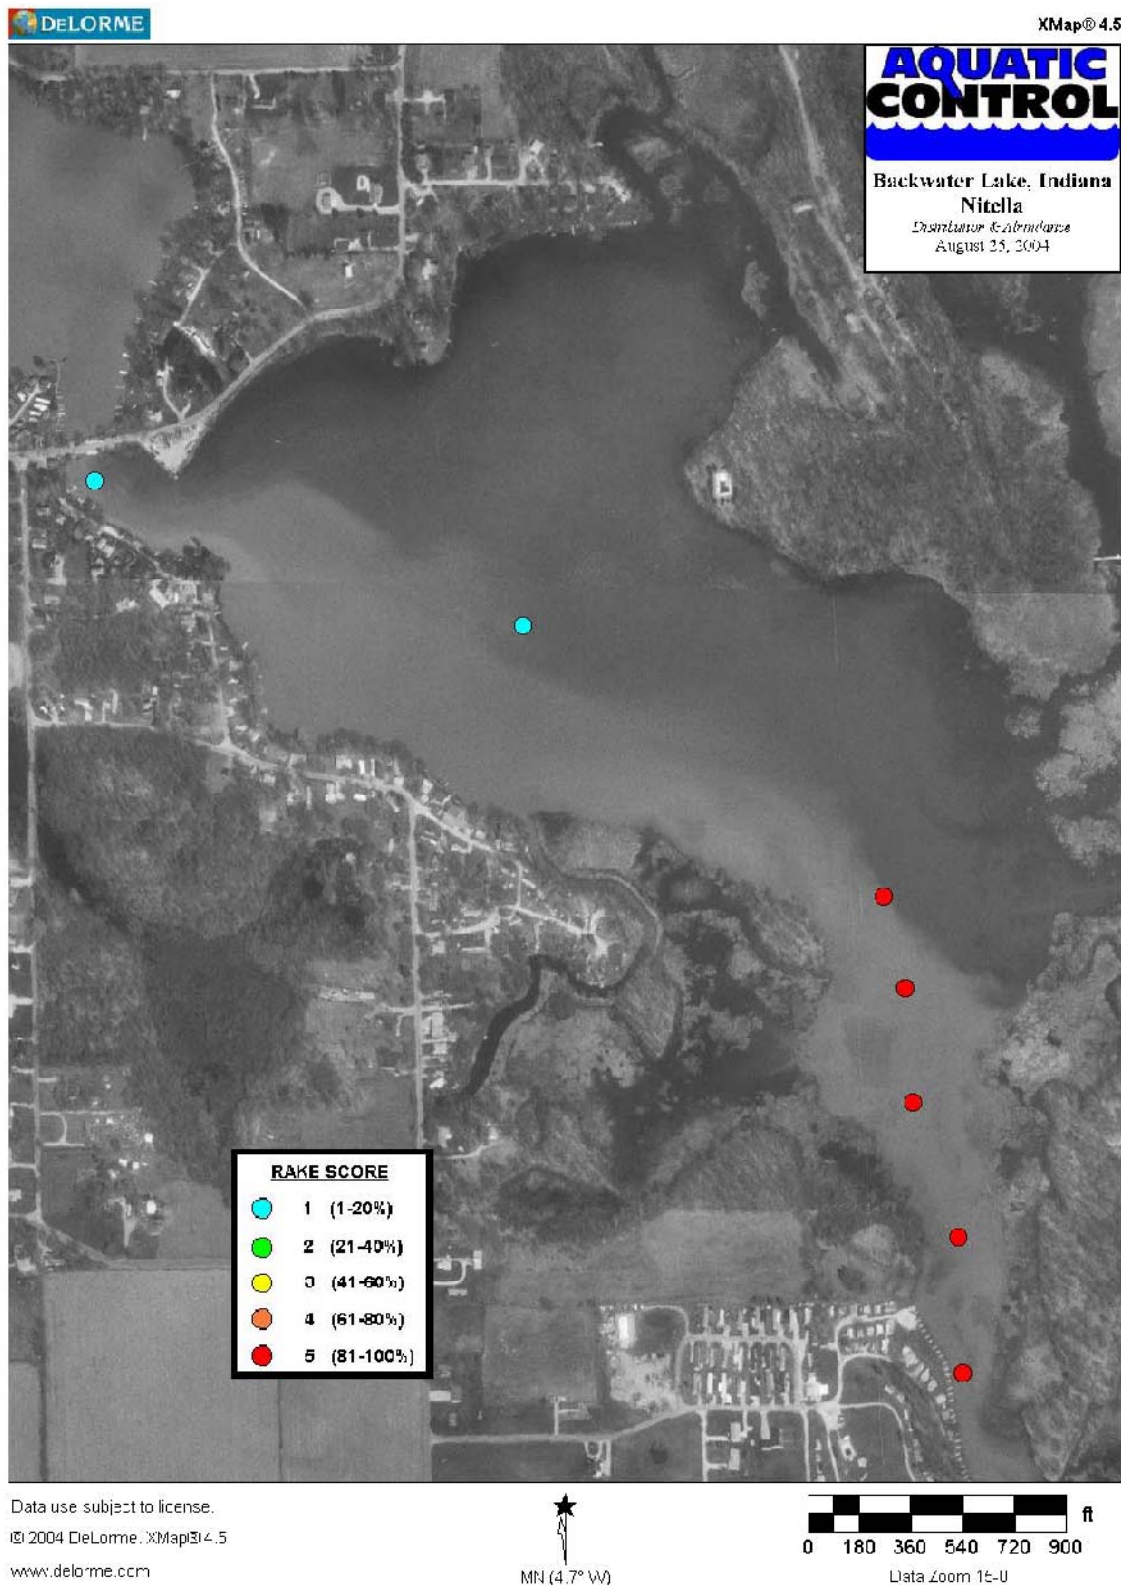 DELORME
XMap® 4.5
AQUATIC
CONTROL
Backwater Lake, Indiana
Nitella
Distribution & Abundance
August 25, 2004
RAKE SCORE
1 (1-20%)
2 (21-40%)
3 (41-60%)
4 (61-80%)
5 (81-100%)
Data use subject to license.
© 2004 DeLorme. XMap® 4.5
www.delorme.com
MN (4.7° W)
ft
0 180 360 540 720 900
Data Zoom 15-0